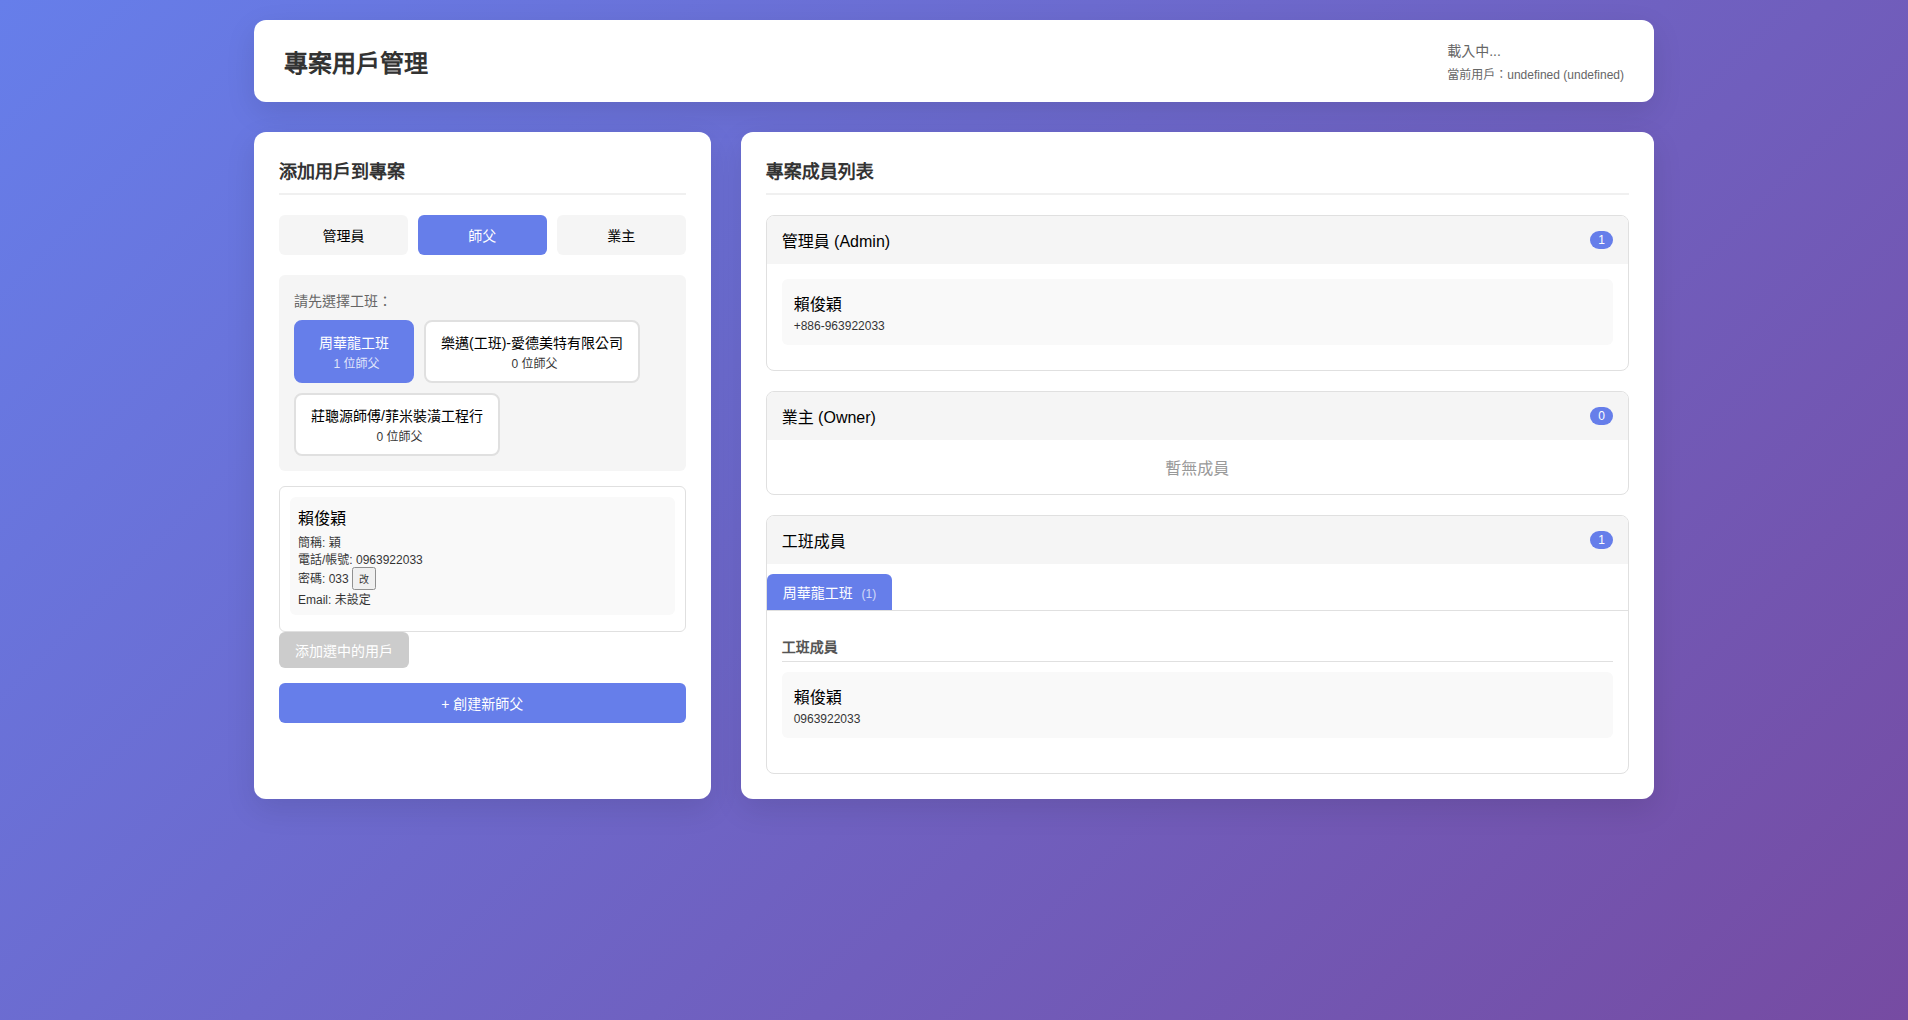 專案用戶管理
載入中...
當前用戶：undefined (undefined)
添加用戶到專案
管理員
師父
業主
請先選擇工班：
周華龍工班
1 位師父
樂邁(工班)-愛德美特有限公司
0 位師父
莊聰源師傅/菲米裝潢工程行
0 位師父
賴俊穎
簡稱: 穎
電話/帳號: 0963922033
密碼: 033 改
Email: 未設定
添加選中的用戶
+ 創建新師父
專案成員列表
管理員 (Admin)
1
賴俊穎
+886-963922033
業主 (Owner)
0
暫無成員
工班成員
1
周華龍工班 (1)
工班成員
賴俊穎
0963922033